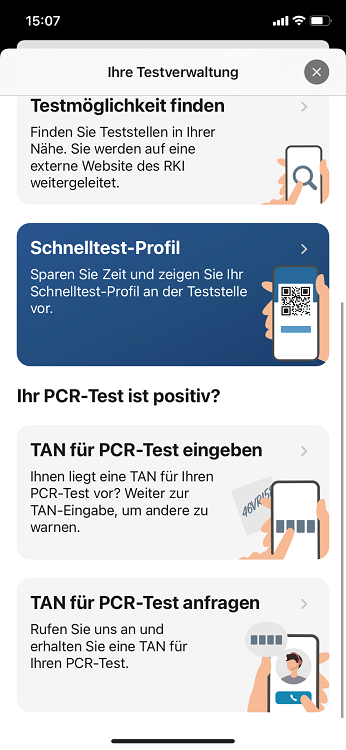 15:07
Ihre Testverwaltung
Testmöglichkeit finden
Finden Sie Teststellen in Ihrer
Nähe. Sie werden auf eine
externe Website des RKI
weitergeleitet.
Schnelltest-Profil
Sparen Sie Zeit und zeigen Sie Ihr
Schnelltest-Profil an der Teststelle
vor.
Ihr PCR-Test ist positiv?
TAN für PCR-Test eingeben
Ihnen liegt eine TAN für Ihren
PCR-Test vor? Weiter zur
TAN-Eingabe, um andere zu
warnen.
TAN für PCR-Test anfragen
Rufen Sie uns an und
erhalten Sie eine TAN für
Ihren PCR-Test.